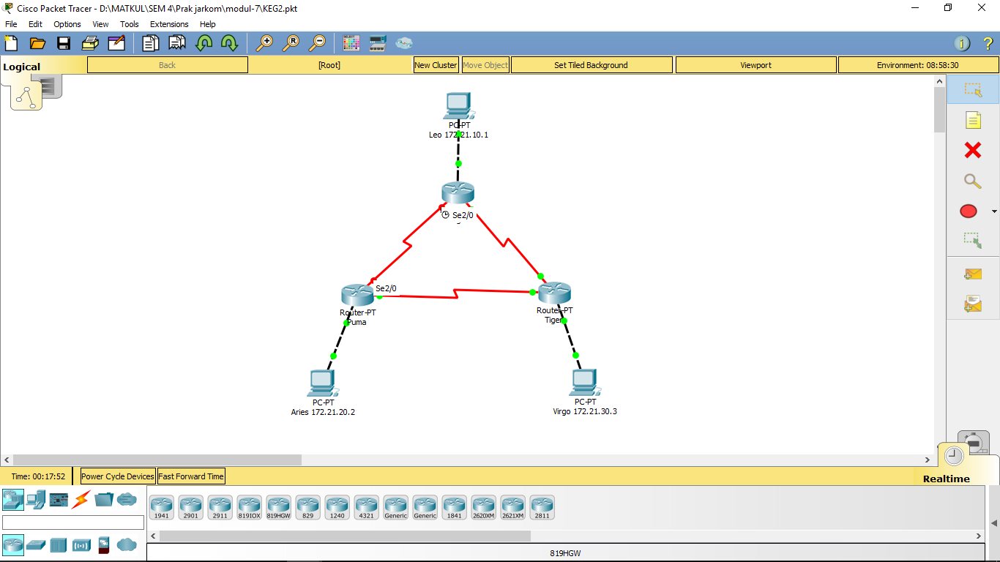 Cisco Packet Tracer - D:\MATKUL\SEM 4\Prak jarkom\modul-7\KEG2.pkt
File Edit Options View Tools Extensions Help
Logical Back [Root] New Cluster Move Object Set Tiled Background Viewport Environment: 08:58:30
PC-PT
Leo 172.21.10.1
Se2/0
Se2/0
Router-PT
Puma
Router-PT
Tiger
PC-PT
Aries 172.21.20.2
PC-PT
Virgo 172.21.30.3
Time: 00:17:52 Power Cycle Devices Fast Forward Time
Realtime
1941 2901 2911 819IOX 819HGW 829 1240 4321 Generic Generic 1841 2620XM 2621XM 2811
819HGW